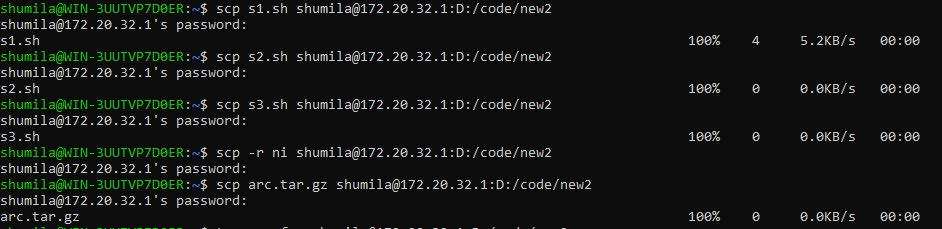 shumila@WIN-3UUTVP7D0ER:~$ scp s1.sh shumila@172.20.32.1:D:/code/new2
shumila@172.20.32.1's password:
s1.sh 100% 4 5.2KB/s 00:00
shumila@WIN-3UUTVP7D0ER:~$ scp s2.sh shumila@172.20.32.1:D:/code/new2
shumila@172.20.32.1's password:
s2.sh 100% 0 0.0KB/s 00:00
shumila@WIN-3UUTVP7D0ER:~$ scp s3.sh shumila@172.20.32.1:D:/code/new2
shumila@172.20.32.1's password:
s3.sh 100% 0 0.0KB/s 00:00
shumila@WIN-3UUTVP7D0ER:~$ scp -r ni shumila@172.20.32.1:D:/code/new2
shumila@172.20.32.1's password:
shumila@WIN-3UUTVP7D0ER:~$ scp arc.tar.gz shumila@172.20.32.1:D:/code/new2
shumila@172.20.32.1's password:
arc.tar.gz 100% 0 0.0KB/s 00:00